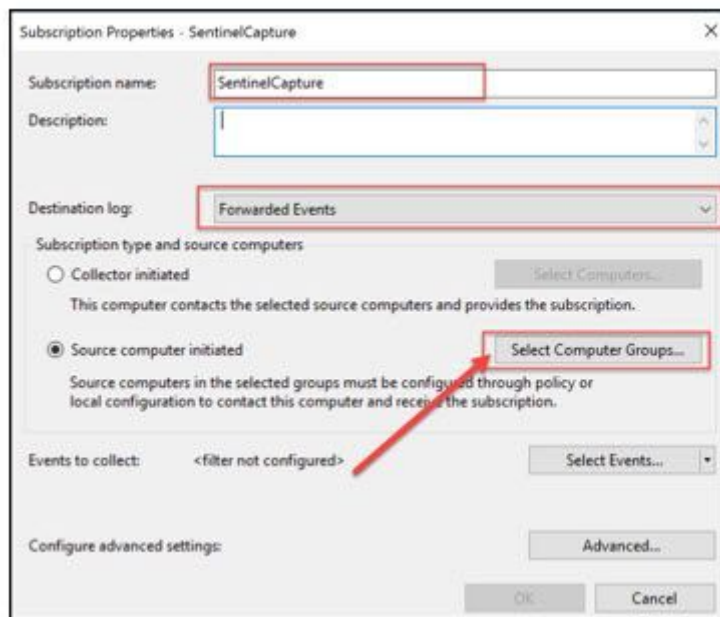 Subscription Properties - SentinelCapture
Subscription name: SentinelCapture
Description:
Destination log: Forwarded Events
Subscription type and source computers
Collector initiated Select Computers...
This computer contacts the selected source computers and provides the subscription.
Source computer initiated Select Computer Groups...
Source computers in the selected groups must be configured through policy or
local configuration to contact this computer and receive the subscription.
Events to collect: <filter not configured> Select Events...
Configure advanced settings: Advanced...
OK Cancel